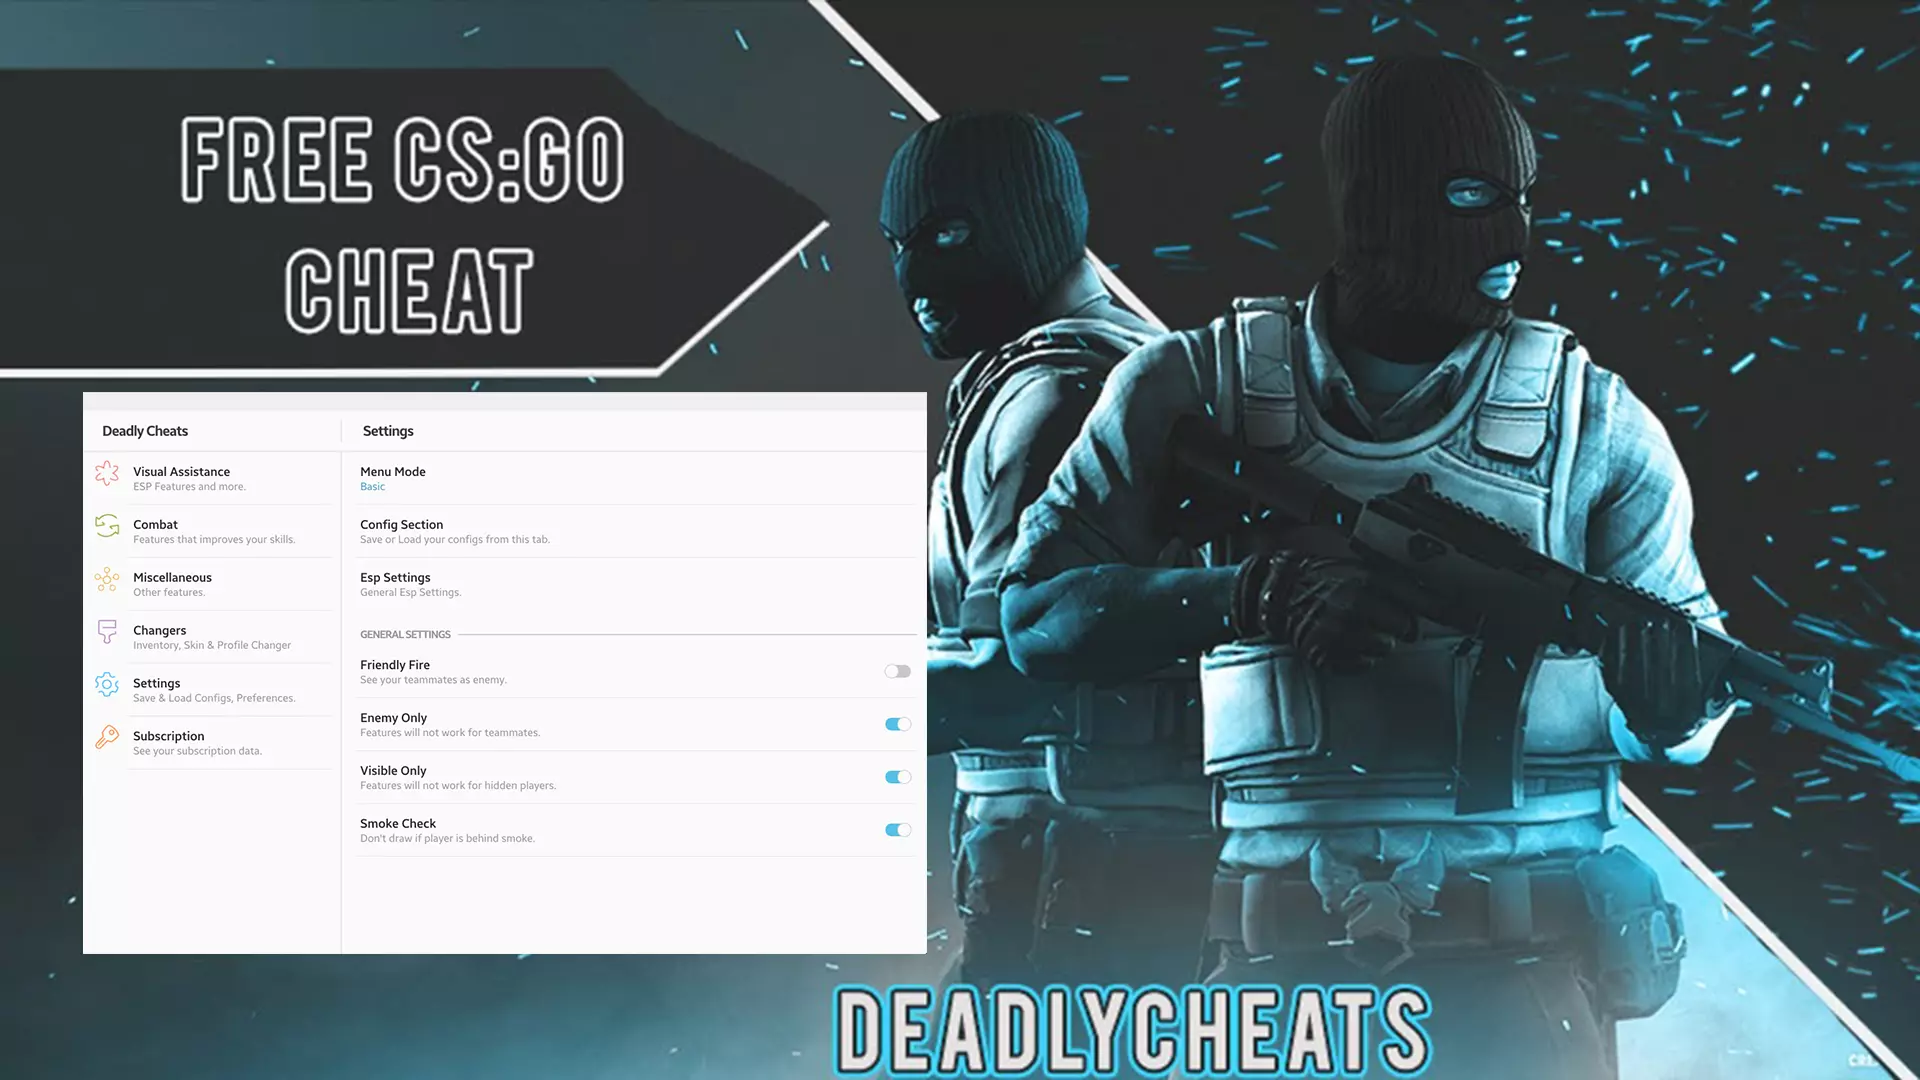 FREE CS:GO
CHEAT
Deadly Cheats
Visual Assistance
ESP Features and more.
Combat
Features that improves your skills.
Miscellaneous
Other features.
Changers
Inventory, Skin & Profile Changer
Settings
Save & Load Configs, Preferences.
Subscription
See your subscription data.
Settings
Menu Mode
Basic
Config Section
Save or Load your configs from this tab.
Esp Settings
General Esp Settings.
GENERAL SETTINGS
Friendly Fire
See your teammates as enemy.
Enemy Only
Features will not work for teammates.
Visible Only
Features will not work for hidden players.
Smoke Check
Don't draw if player is behind smoke.
DEADLYCHEATS